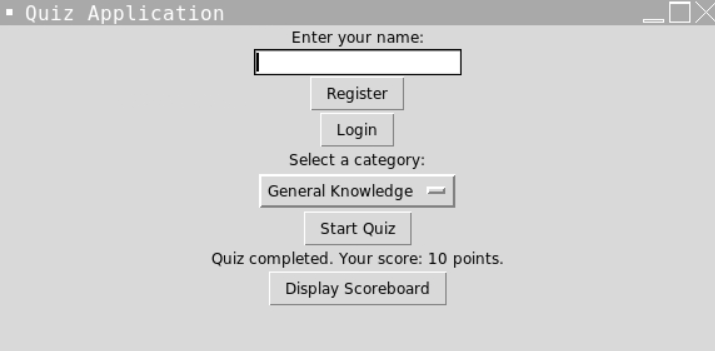 Quiz Application
Enter your name:
Register
Login
Select a category:
General Knowledge
Start Quiz
Quiz completed. Your score: 10 points.
Display Scoreboard